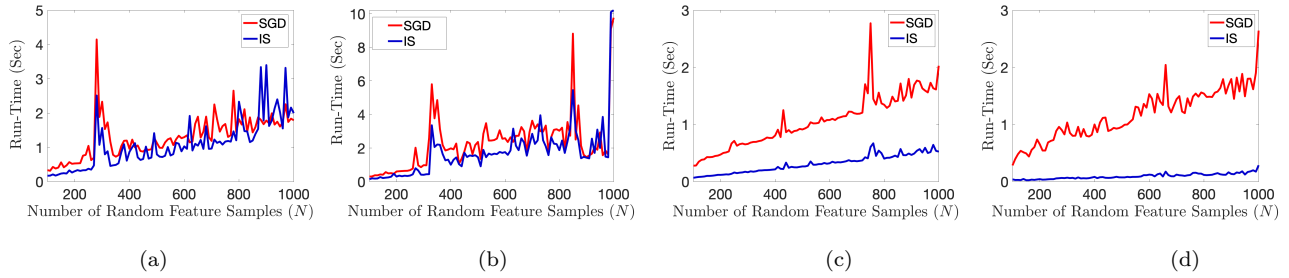 5
4
3
2
1
0
Run-Time (Sec)
SGD
IS
200 400 600 800 1000
Number of Random Feature Samples (N)
(a)
10
8
6
4
2
0
Run-Time (Sec)
SGD
IS
200 400 600 800 1000
Number of Random Feature Samples (N)
(b)
3
2
1
0
Run-Time (Sec)
SGD
IS
200 400 600 800 1000
Number of Random Feature Samples (N)
(c)
3
2
1
0
Run-Time (Sec)
SGD
IS
200 400 600 800 1000
Number of Random Feature Samples (N)
(d)